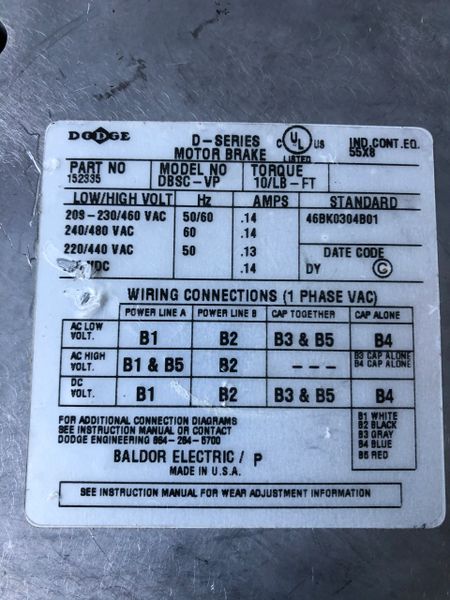 DODGE
D-SERIES
MOTOR BRAKE
C UL US
LISTED
IND.CONT.EQ.
55X8
PART NO
152335
MODEL NO
DBSC-VP
TORQUE
10/LB-FT
LOW/HIGH VOLT Hz AMPS STANDARD
208-230/460 VAC 50/60 .14 46BK0304B01
240/480 VAC 60 .14
220/440 VAC 50 .13 DATE CODE
VDC .14 DY G
WIRING CONNECTIONS (1 PHASE VAC)
POWER LINE A POWER LINE B CAP TOGETHER CAP ALONE
AC LOW VOLT. B1 B2 B3 & B5 B4
AC HIGH VOLT. B1 & B5 B2 --- B3 CAP ALONE
B4 CAP ALONE
DC VOLT. B1 B2 B3 & B5 B4
FOR ADDITIONAL CONNECTION DIAGRAMS
SEE INSTRUCTION MANUAL OR CONTACT
DODGE ENGINEERING 864-284-5700
BALDOR ELECTRIC / P
MADE IN U.S.A.
B1 WHITE
B2 BLACK
B3 GRAY
B4 BLUE
B5 RED
SEE INSTRUCTION MANUAL FOR WEAR ADJUSTMENT INFORMATION